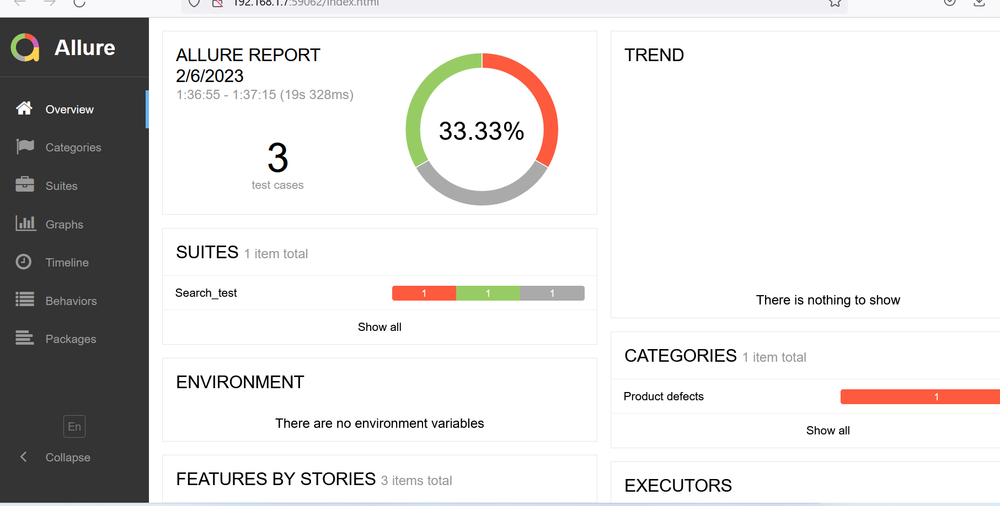 192.168.1.7:59062/index.html
Allure
Overview
Categories
Suites
Graphs
Timeline
Behaviors
Packages
En
Collapse
ALLURE REPORT
2/6/2023
1:36:55 - 1:37:15 (19s 328ms)
3
test cases
33.33%
SUITES 1 item total
Search_test 1 1 1
Show all
ENVIRONMENT
There are no environment variables
FEATURES BY STORIES 3 items total
TREND
There is nothing to show
CATEGORIES 1 item total
Product defects 1
Show all
EXECUTORS